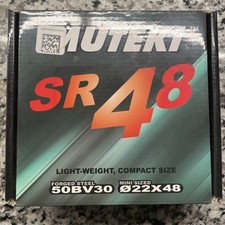 MUTEKI
SR48
LIGHT-WEIGHT, COMPACT SIZE
FORGED STEEL
50BV30
MINI SIZED
Ø22X48